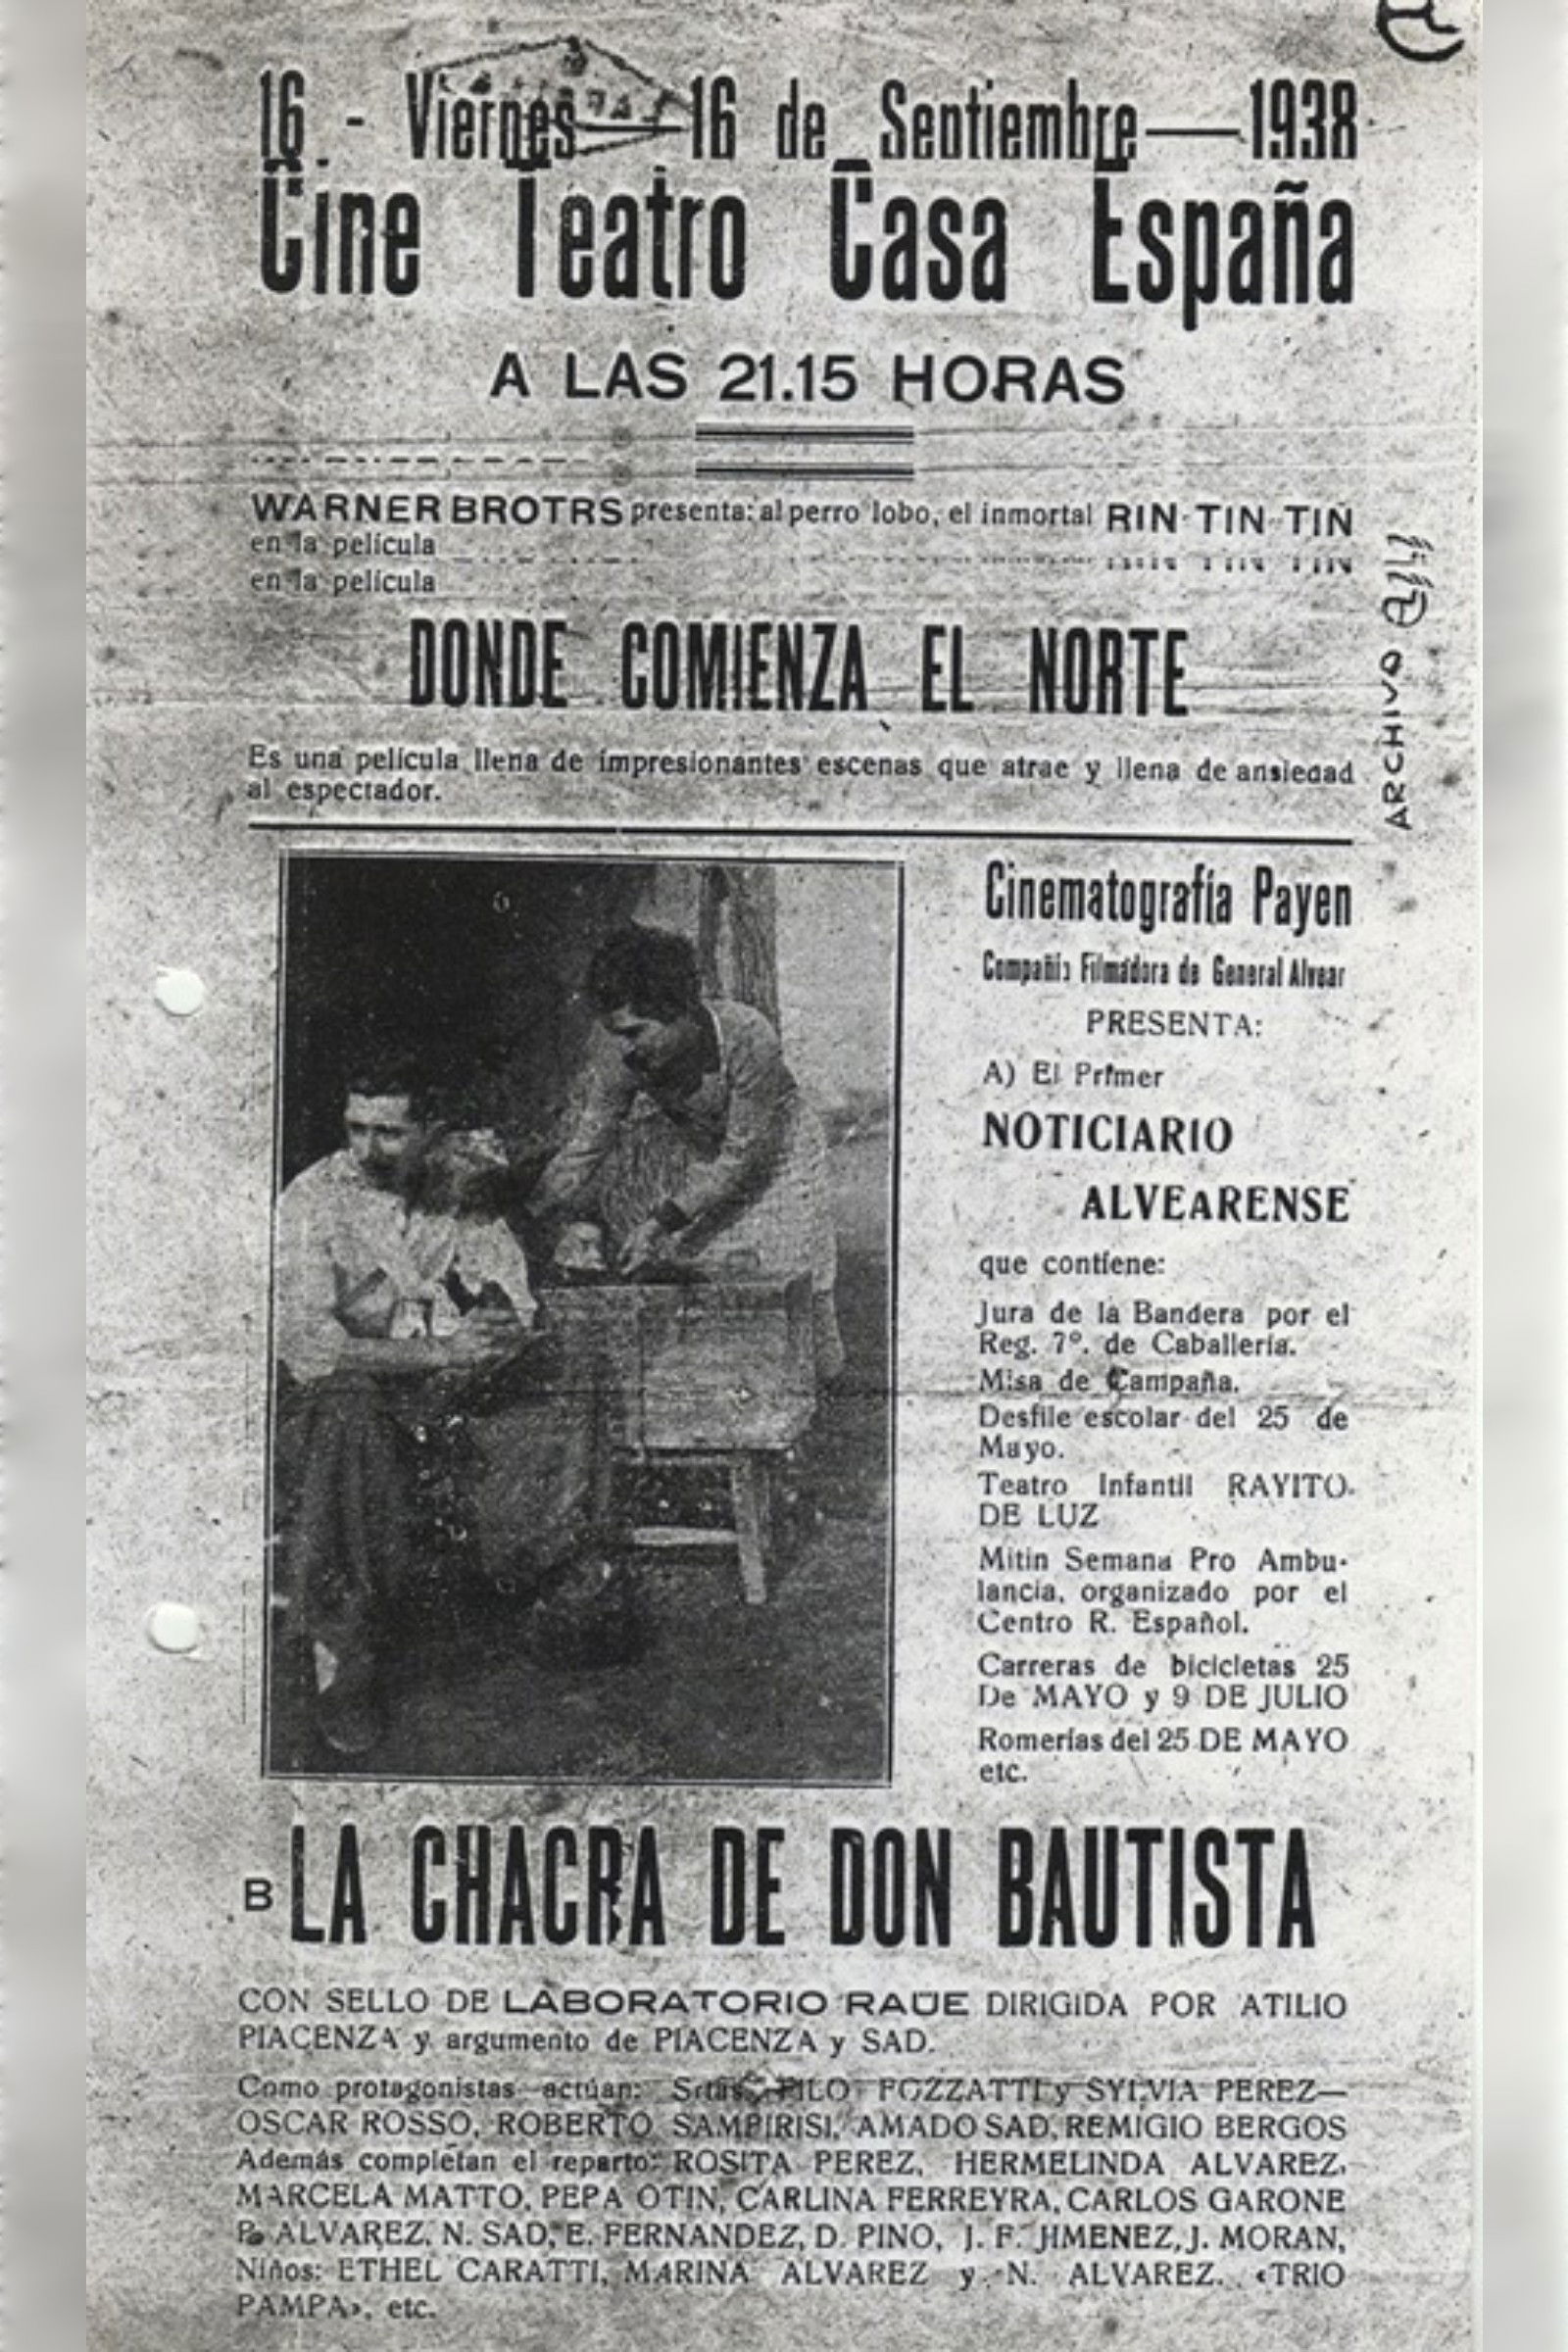 16 - Viernes — 16 de Sentiembre — 1938
Cine Teatro Casa España
A LAS 21.15 HORAS
WARNER BROTRS presenta: al perro lobo, el inmortal RIN-TIN-TIN
en la película
en la película
DONDE COMIENZA EL NORTE
Es una película llena de impresionantes escenas que atrae y llena de ansiedad
al espectador.
ARCHIVO
Cinematografía Payen
Compañía Filmadora de General Alvear
PRESENTA:
A) El Primer
NOTICIARIO
ALVEARENSE
que contiene:
Jura de la Bandera por el
Reg. 7º. de Caballería.
Misa de Campaña.
Desfile escolar del 25 de
Mayo.
Teatro Infantil RAYITO
DE LUZ
Mitin Semana Pro Ambu-
lancia, organizado por el
Centro R. Español.
Carreras de bicicletas 25
De MAYO y 9 DE JULIO
Romerías del 25 DE MAYO
etc.
B LA CHACRA DE DON BAUTISTA
CON SELLO DE LABORATORIO RAÜE DIRIGIDA POR ATILIO
PIACENZA y argumento de PIACENZA y SAD.
Como protagonistas actúan: Srtas. FILO POZZATTI y SYLVIA PEREZ—
OSCAR ROSSO, ROBERTO SAMPIRISI, AMADO SAD, REMIGIO BERGOS
Además completan el reparto: ROSITA PEREZ, HERMELINDA ALVAREZ,
MARCELA MATTO, PEPA OTIN, CARLINA FERREYRA, CARLOS GARONE
P. ALVAREZ, N. SAD, E. FERNANDEZ, D. PINO, J. F. JIMENEZ, J. MORAN,
Niños: ETHEL CARATTI, MARINA ALVAREZ y N. ALVAREZ. «TRIO
PAMPA», etc.